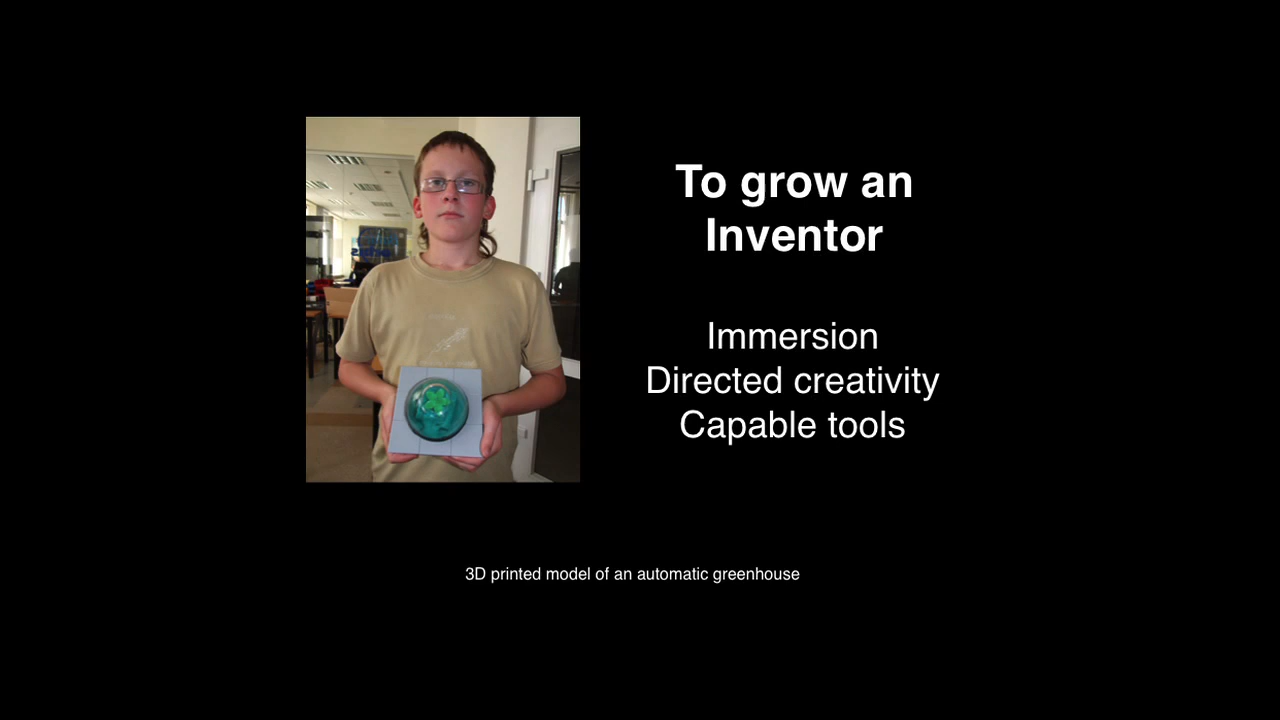 To grow an
Inventor
Immersion
Directed creativity
Capable tools
3D printed model of an automatic greenhouse